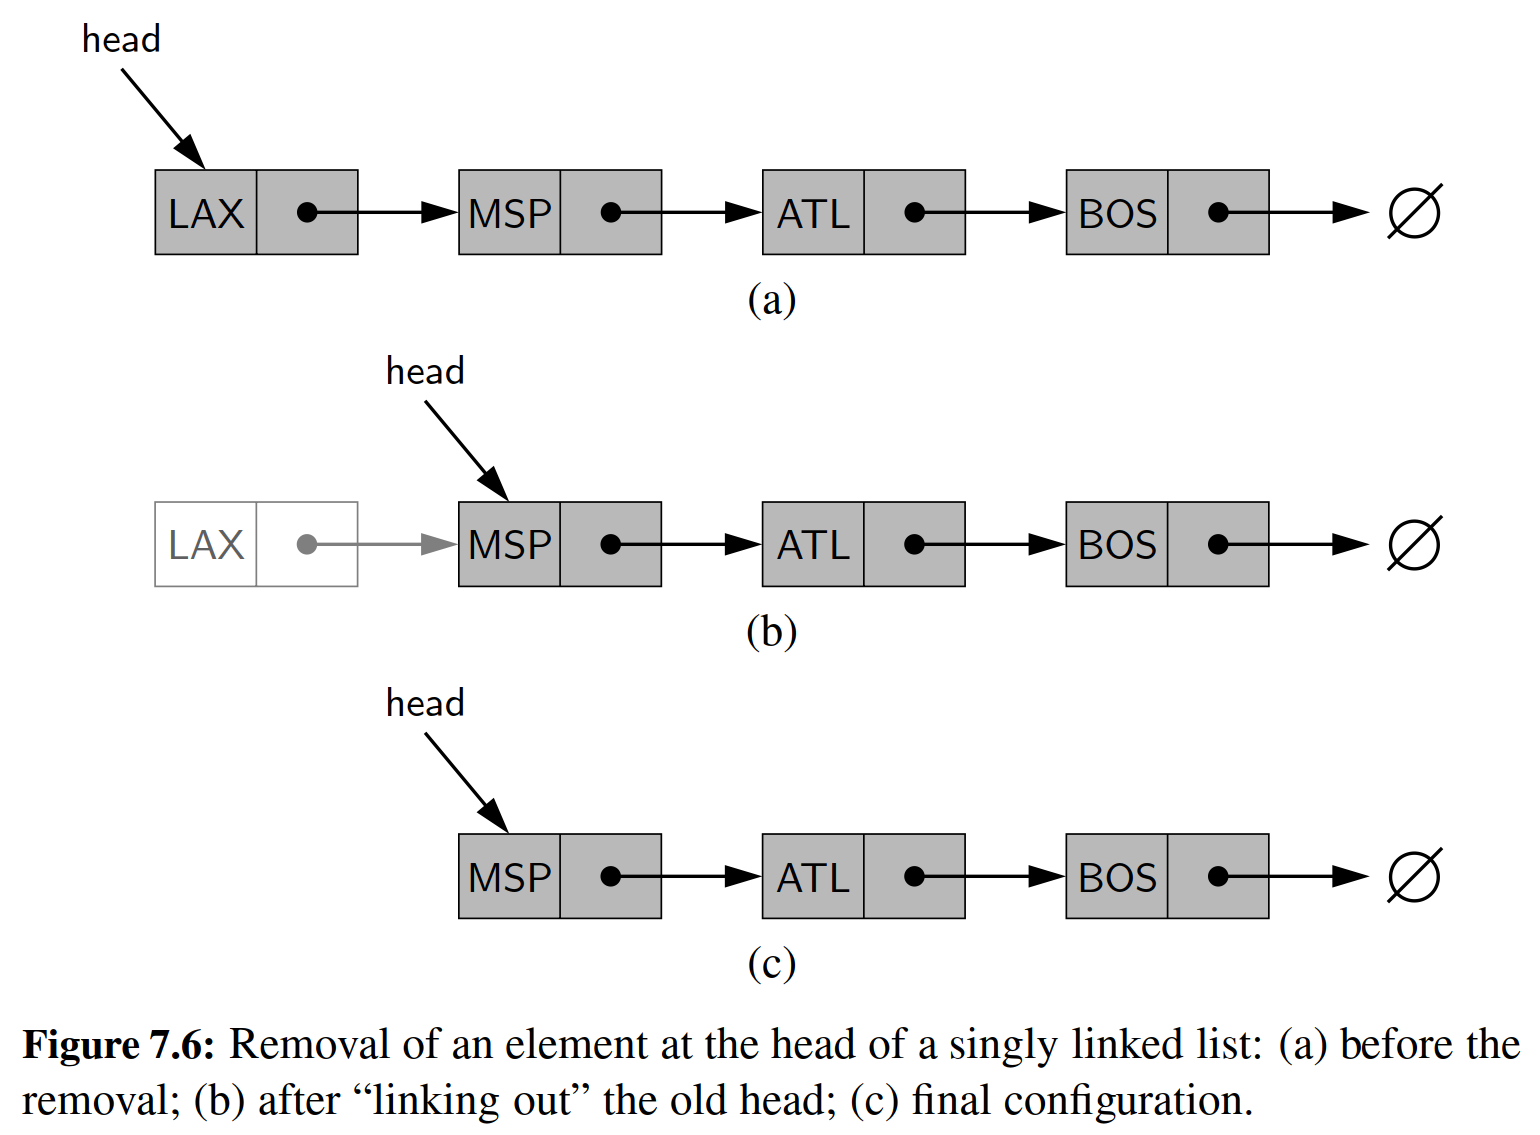 head
LAX MSP ATL BOS ∅
(a)
head
LAX MSP ATL BOS ∅
(b)
head
MSP ATL BOS ∅
(c)
Figure 7.6: Removal of an element at the head of a singly linked list: (a) before the
removal; (b) after “linking out” the old head; (c) final configuration.